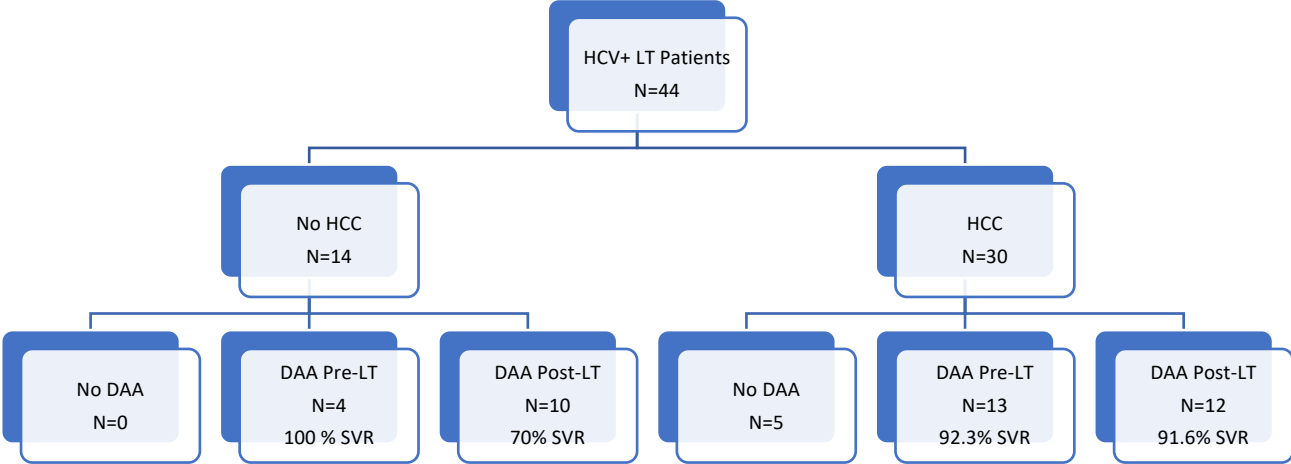 HCV+ LT Patients
N=44
No HCC
N=14
HCC
N=30
No DAA
N=0
DAA Pre-LT
N=4
100 % SVR
DAA Post-LT
N=10
70% SVR
No DAA
N=5
DAA Pre-LT
N=13
92.3% SVR
DAA Post-LT
N=12
91.6% SVR